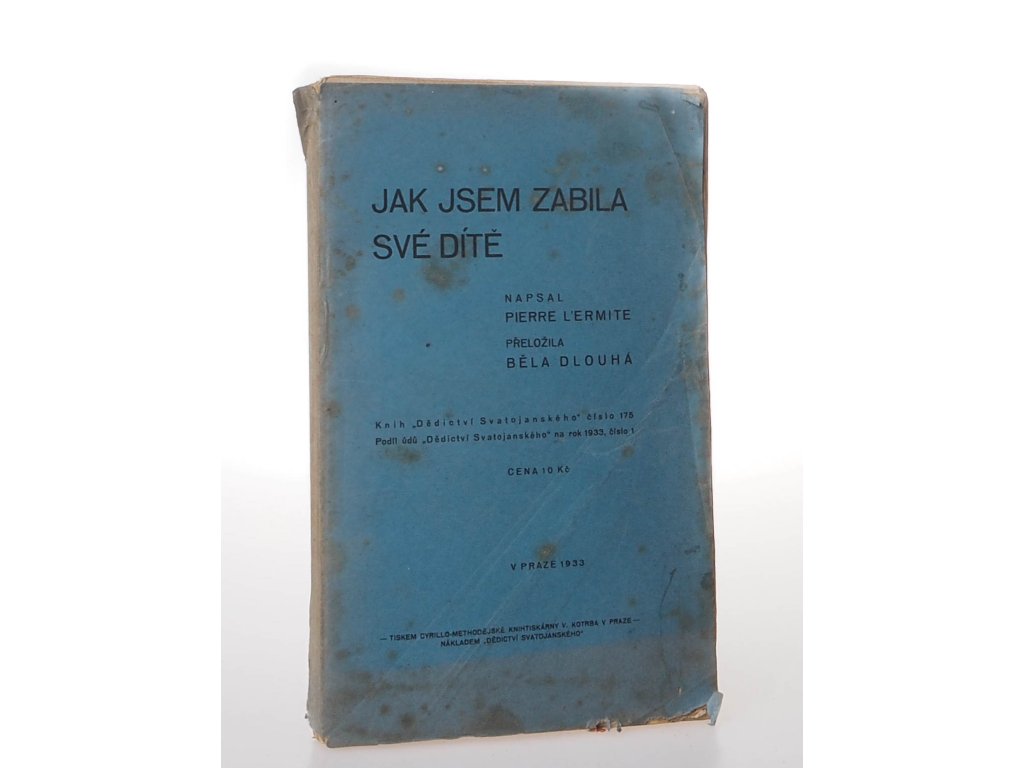 JAK JSEM ZABILA
SVÉ DÍTĚ
NAPSAL
PIERRE L'ERMITE
PŘELOŽILA
BĚLA DLOUHÁ
Knih „Dědictví Svatojanského" číslo 175
Podíl údů „Dědictví Svatojanského" na rok 1933, číslo 1
CENA 10 Kč
V PRAZE 1933
— TISKEM CYRILLO-METHODĚJSKÉ KNIHTISKÁRNY V. KOTRBA V PRAZE —
NÁKLADEM „DĚDICTVÍ SVATOJANSKÉHO"